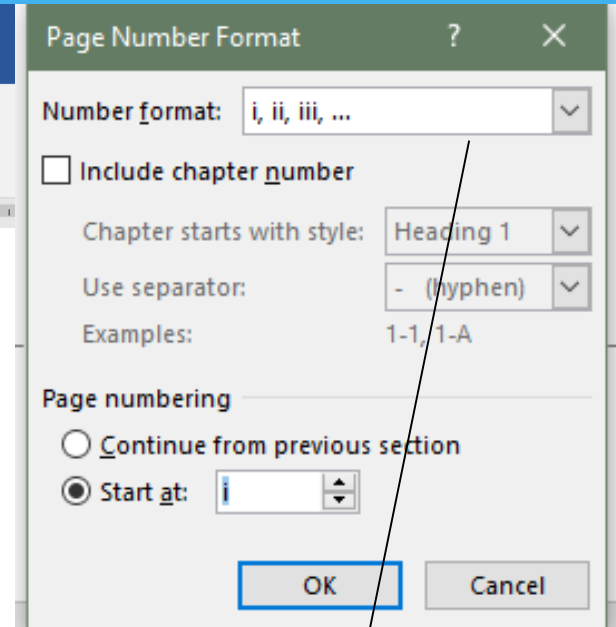 Page Number Format ? ×
Number format: i, ii, iii, ...
Include chapter number
Chapter starts with style: Heading 1
Use separator: - (hyphen)
Examples: 1-1, 1-A
Page numbering
Continue from previous section
Start at: i
OK Cancel